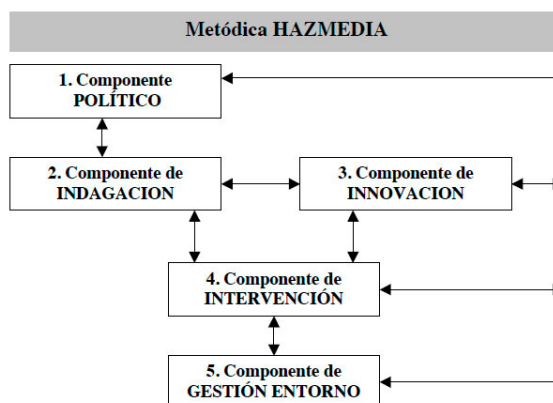 Metódica HAZMEDIA
1. Componente
POLÍTICO
2. Componente de
INDAGACION
3. Componente de
INNOVACION
4. Componente de
INTERVENCIÓN
5. Componente de
GESTIÓN ENTORNO